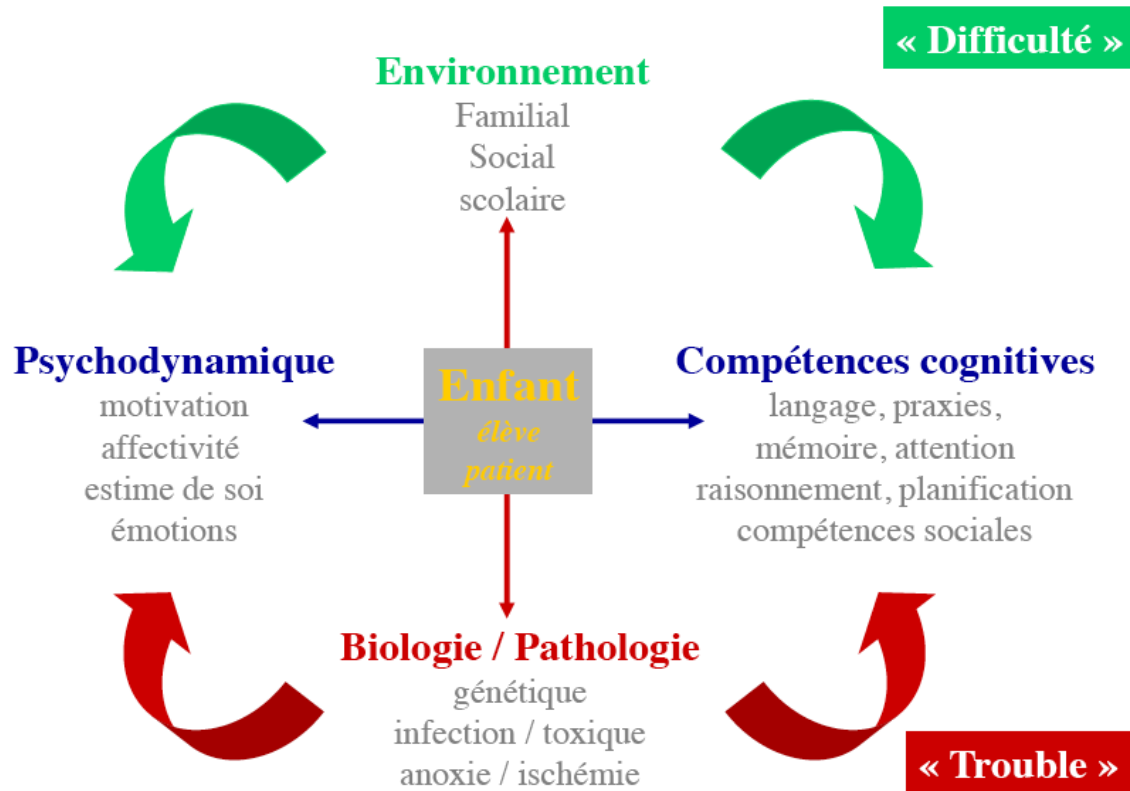 « Difficulté »
Environnement
Familial
Social
scolaire
Psychodynamique
motivation
affectivité
estime de soi
émotions
Enfant
élève
patient
Compétences cognitives
langage, praxies,
mémoire, attention
raisonnement, planification
compétences sociales
Biologie / Pathologie
génétique
infection / toxique
anoxie / ischémie
« Trouble »